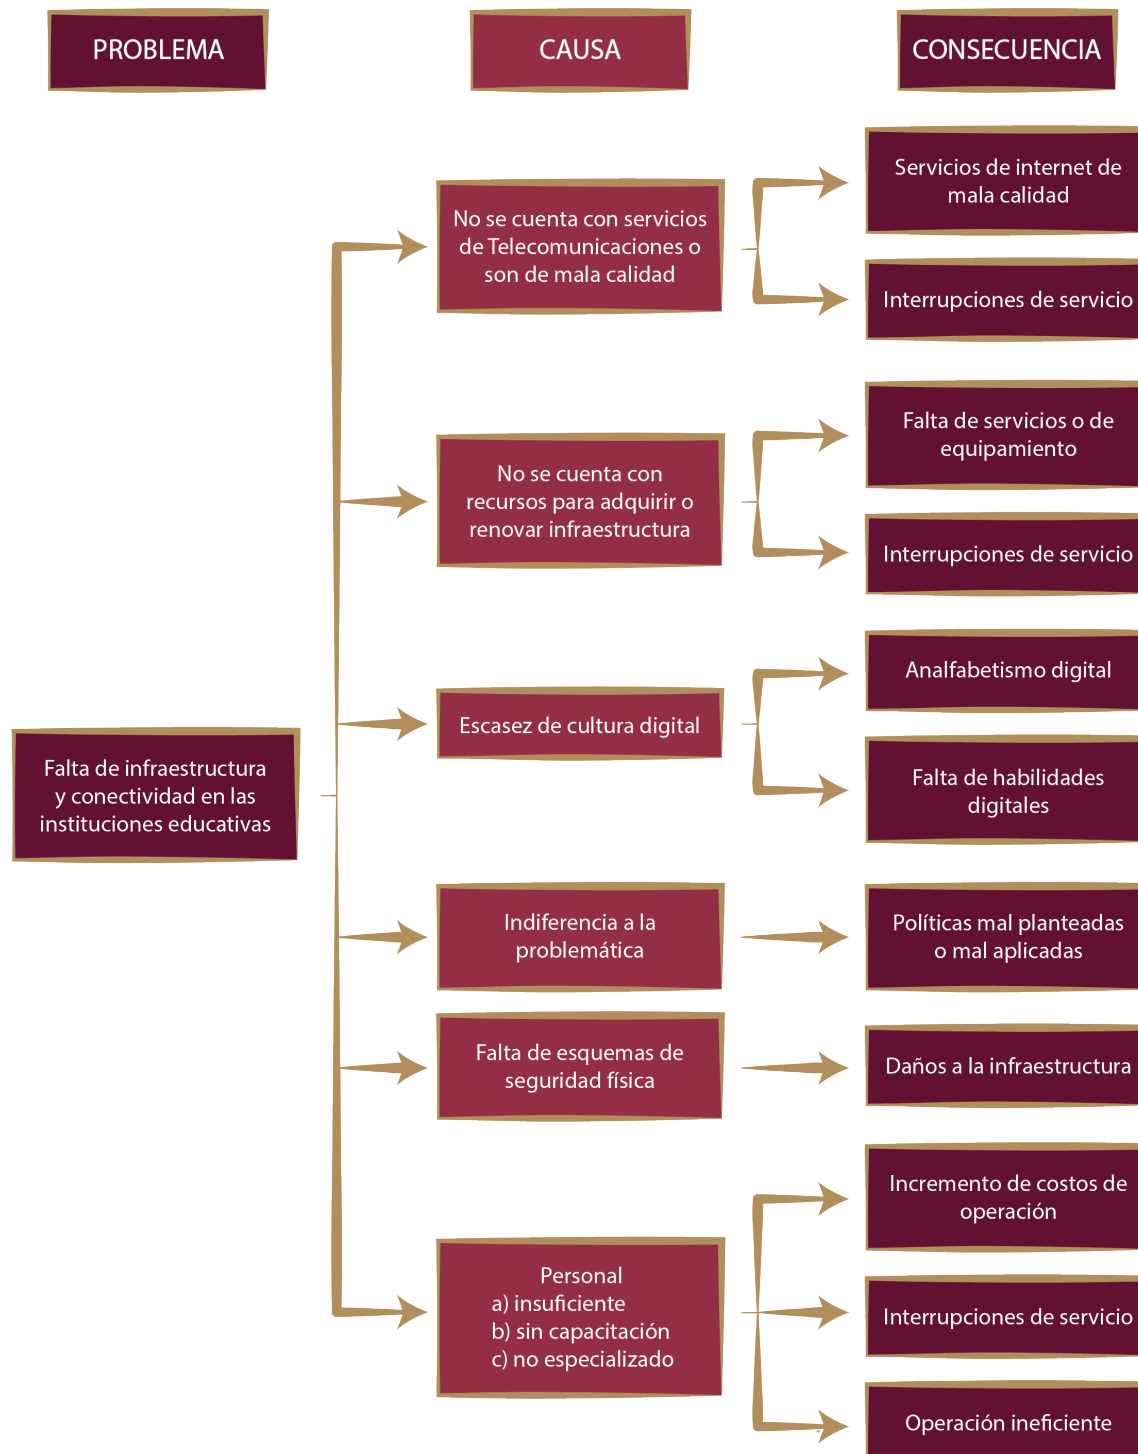 PROBLEMA
CAUSA
CONSECUENCIA
Falta de infraestructura
y conectividad en las
instituciones educativas
No se cuenta con servicios
de Telecomunicaciones o
son de mala calidad
Servicios de internet de
mala calidad
Interrupciones de servicio
No se cuenta con
recursos para adquirir o
renovar infraestructura
Falta de servicios o de
equipamiento
Interrupciones de servicio
Escasez de cultura digital
Analfabetismo digital
Falta de habilidades
digitales
Indiferencia a la
problemática
Políticas mal planteadas
o mal aplicadas
Falta de esquemas de
seguridad física
Daños a la infraestructura
Personal
a) insuficiente
b) sin capacitación
c) no especializado
Incremento de costos de
operación
Interrupciones de servicio
Operación ineficiente